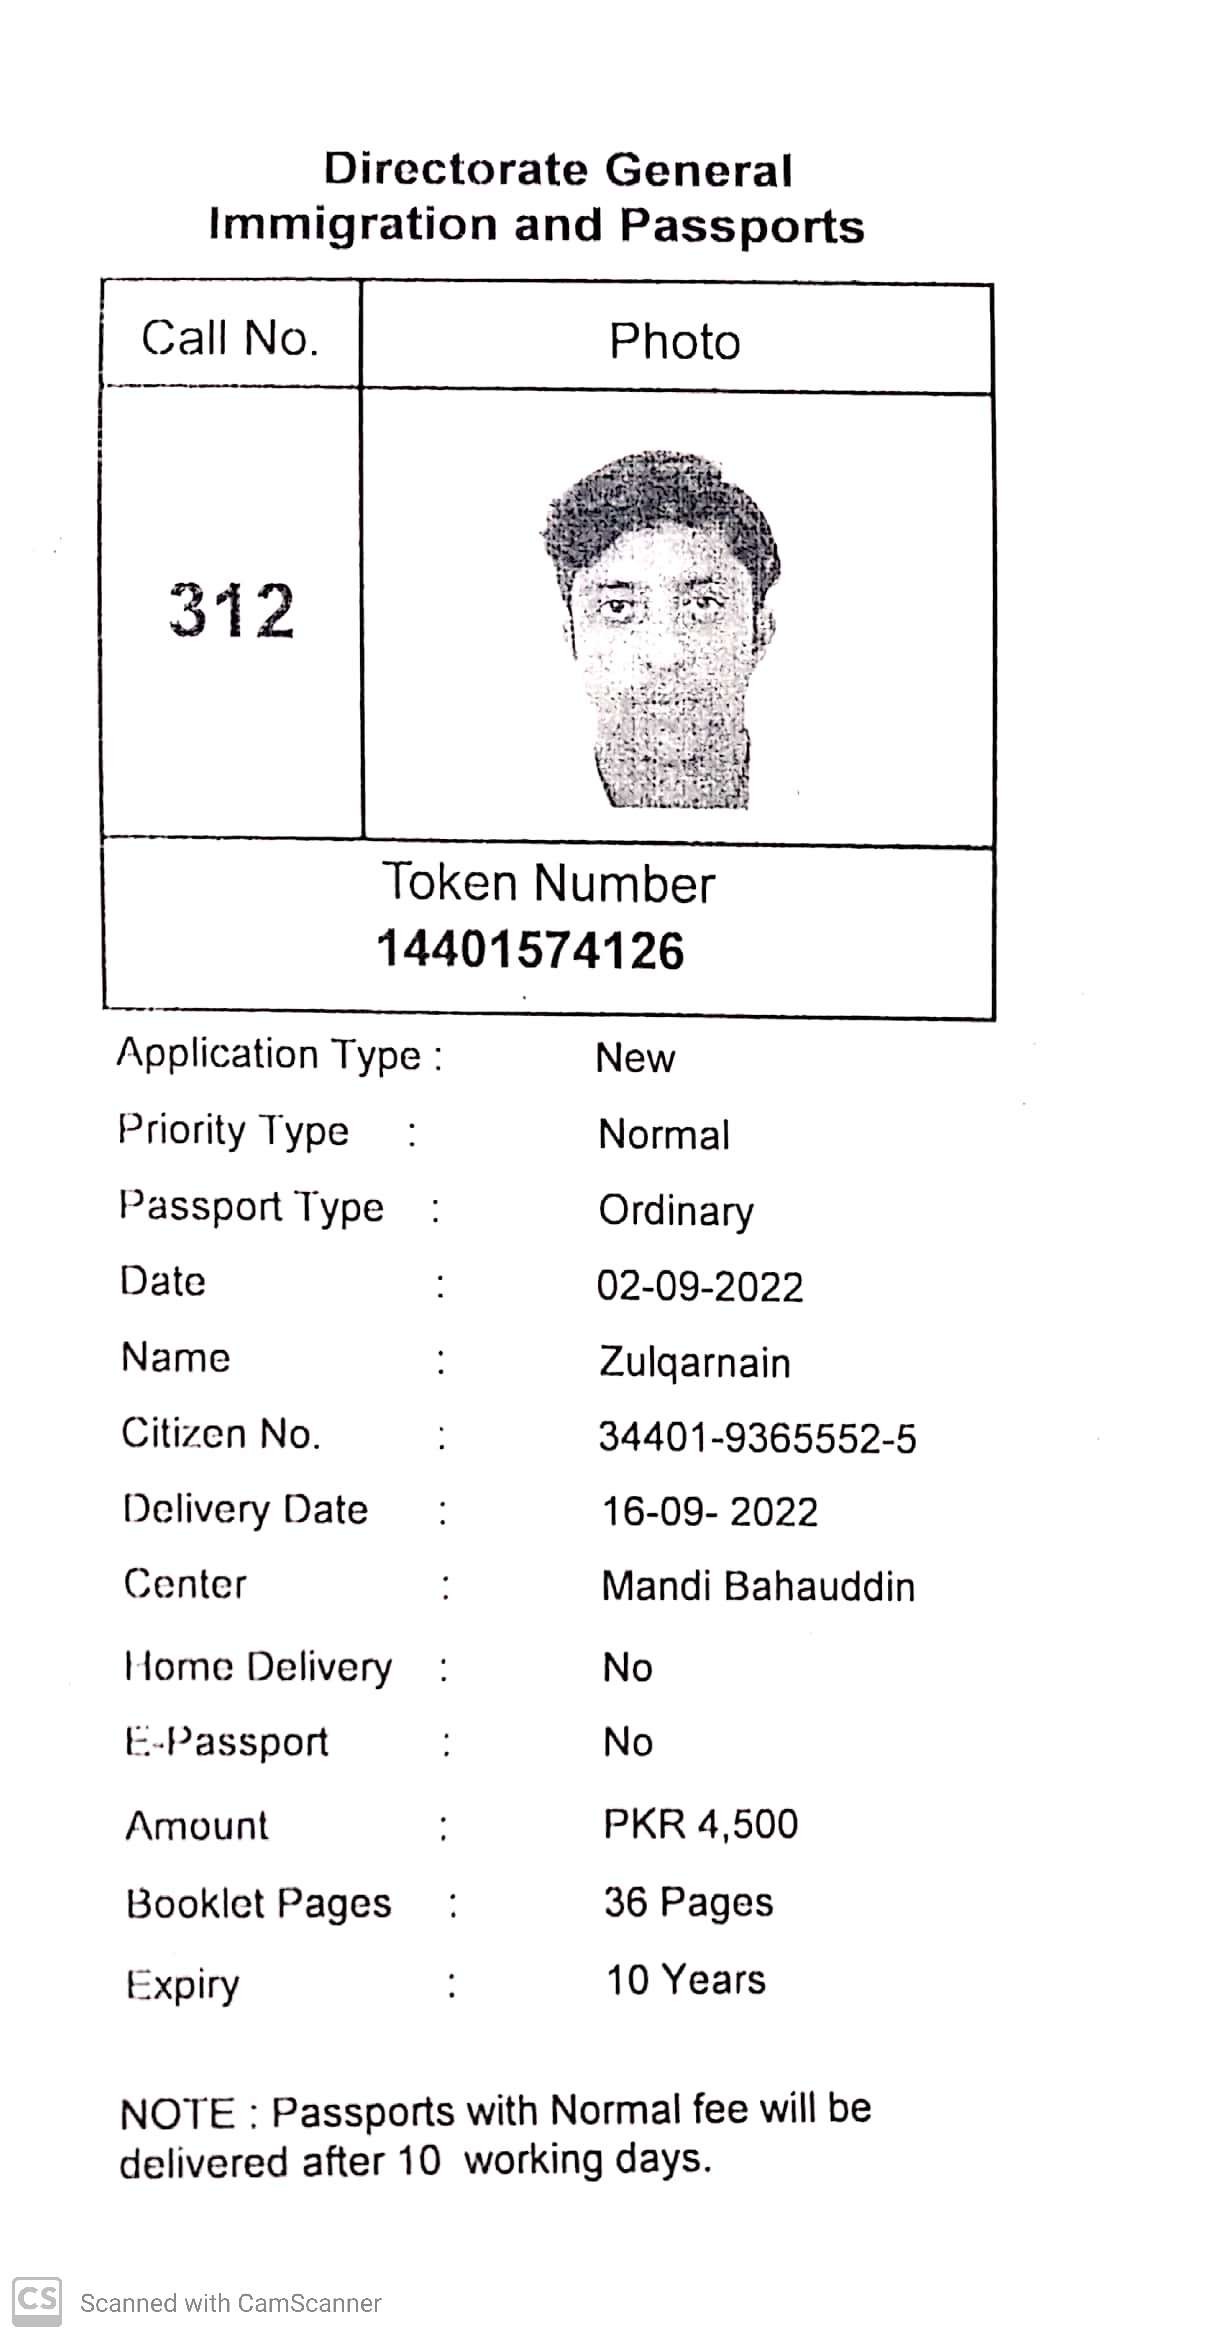 Directorate General
Immigration and Passports
Call No.
Photo
312
Token Number
14401574126
Application Type : New
Priority Type : Normal
Passport Type : Ordinary
Date : 02-09-2022
Name : Zulqarnain
Citizen No. : 34401-9365552-5
Delivery Date : 16-09- 2022
Center : Mandi Bahauddin
Home Delivery : No
E-Passport : No
Amount : PKR 4,500
Booklet Pages : 36 Pages
Expiry : 10 Years
NOTE : Passports with Normal fee will be
delivered after 10 working days.
CS Scanned with CamScanner